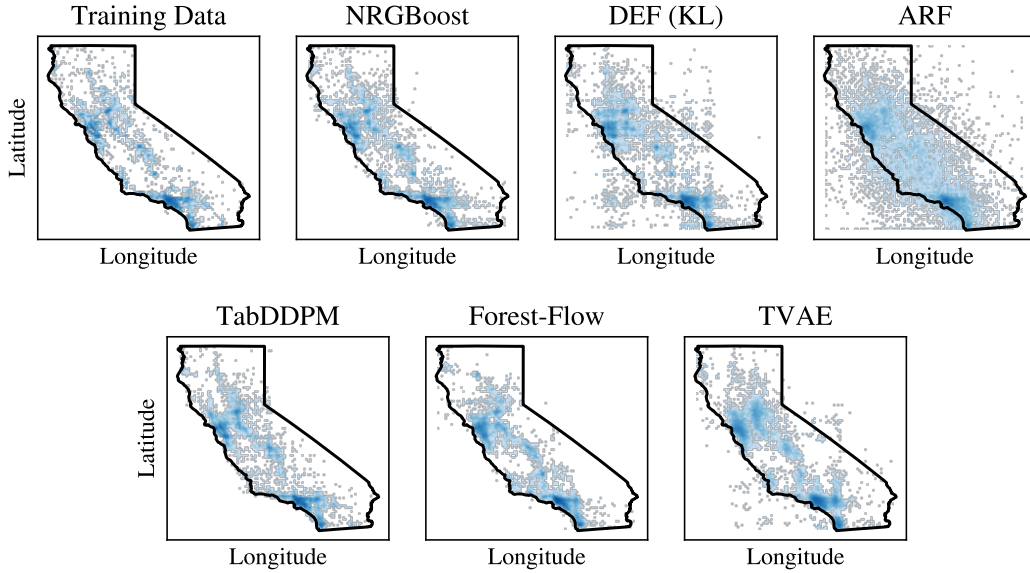 Training Data
NRGBoost
DEF (KL)
ARF
Latitude
Longitude
Longitude
Longitude
Longitude
TabDDPM
Forest-Flow
TVAE
Latitude
Longitude
Longitude
Longitude